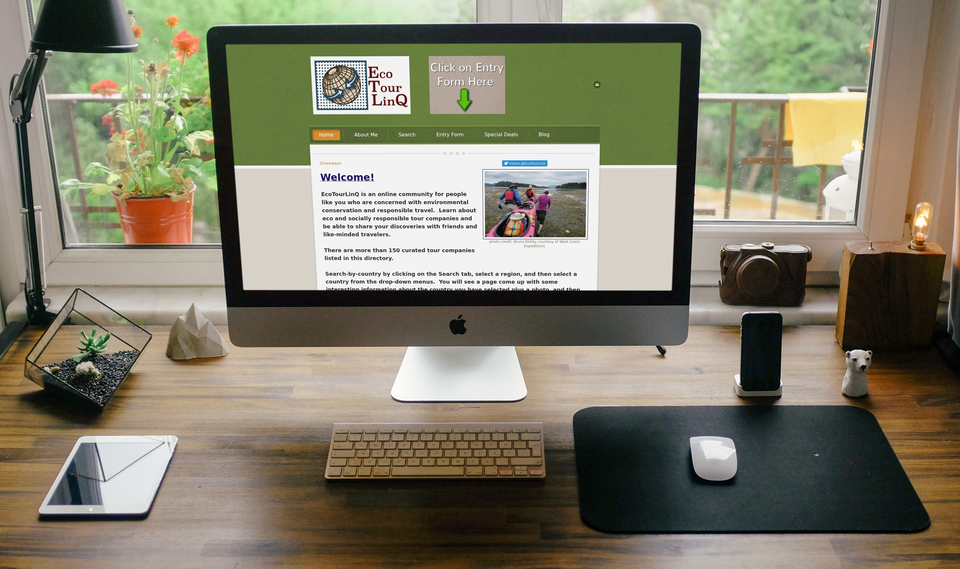 Eco
Tour
LinQ
Click on Entry
Form Here
Home About Me Search Entry Form Special Deals Blog
Giveaways
Follow @EcoTourLinQ
Welcome!
EcoTourLinQ is an online community for people
like you who are concerned with environmental
conservation and responsible travel. Learn about
eco and socially responsible tour companies and
be able to share your discoveries with friends and
like-minded travelers.
photo credit: Bruce Kirkby courtesy of West Coast
Expeditions
There are more than 150 curated tour companies
listed in this directory.
Search-by-country by clicking on the Search tab, select a region, and then select a
country from the drop-down menus. You will see a page come up with some
interesting information about the country you have selected plus a photo, and then